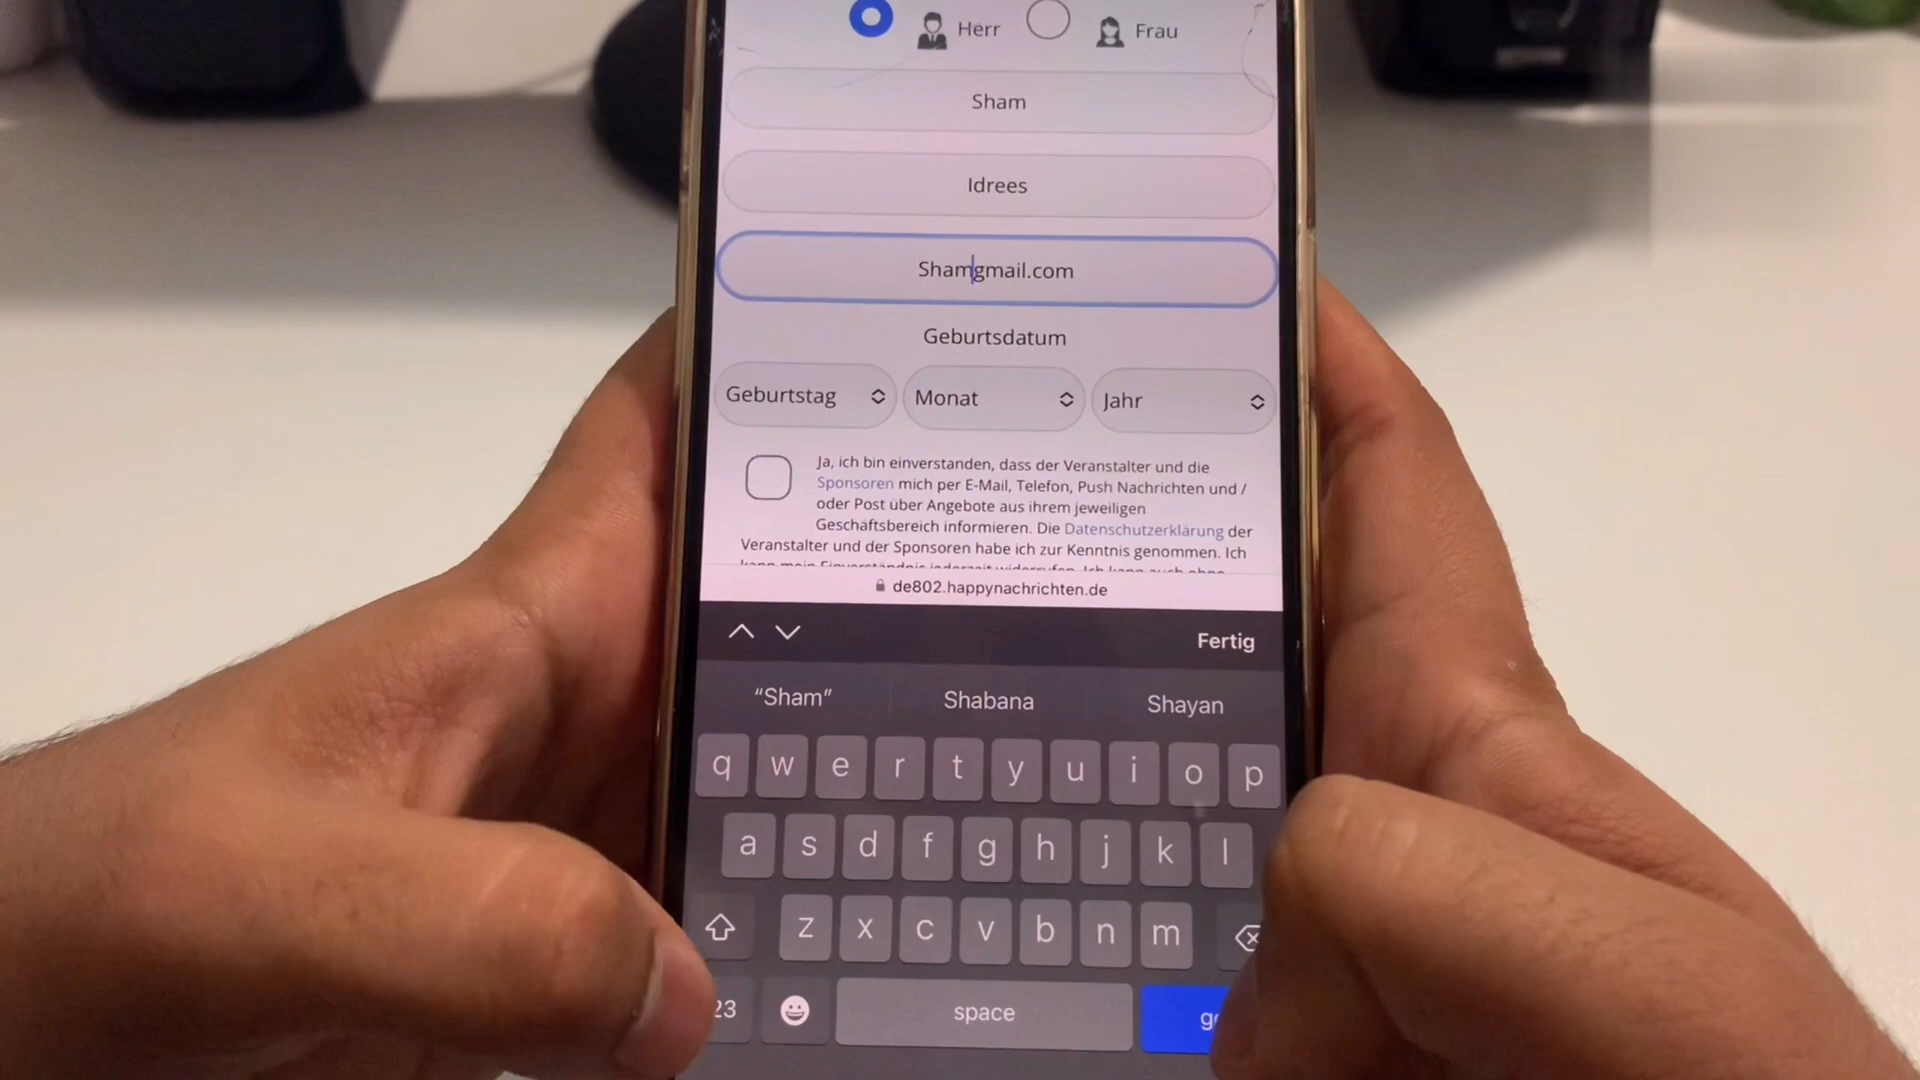 Herr Frau
Sham
Idrees
Shamgmail.com
Geburtsdatum
Geburtstag Monat Jahr
Ja, ich bin einverstanden, dass der Veranstalter und die
Sponsoren mich per E-Mail, Telefon, Push Nachrichten und /
oder Post über Angebote aus ihrem jeweiligen
Geschäftsbereich informieren. Die Datenschutzerklärung der
Veranstalter und der Sponsoren habe ich zur Kenntnis genommen. Ich
de802.happynachrichten.de
Fertig
“Sham” Shabana Shayan
q w e r t y u i o p
a s d f g h j k l
z x c v b n m
23 space